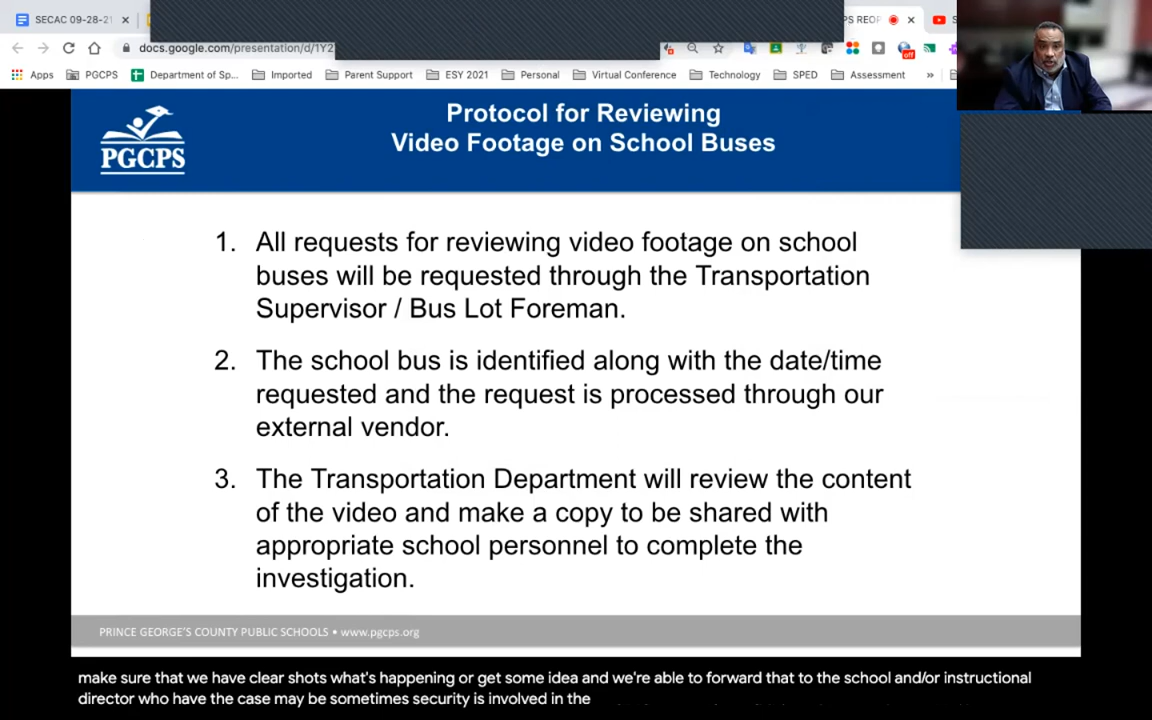 SECAC 09-28-21
PS REOP
docs.google.com/presentation/d/1Y2
off
Apps PGCPS Department of Sp... Imported Parent Support ESY 2021 Personal Virtual Conference Technology SPED Assessment »
Protocol for Reviewing
Video Footage on School Buses
PGCPS
1. All requests for reviewing video footage on school
buses will be requested through the Transportation
Supervisor / Bus Lot Foreman.
2. The school bus is identified along with the date/time
requested and the request is processed through our
external vendor.
3. The Transportation Department will review the content
of the video and make a copy to be shared with
appropriate school personnel to complete the
investigation.
PRINCE GEORGE'S COUNTY PUBLIC SCHOOLS • www.pgcps.org
make sure that we have clear shots what's happening or get some idea and we're able to forward that to the school and/or instructional
director who have the case may be sometimes security is involved in the